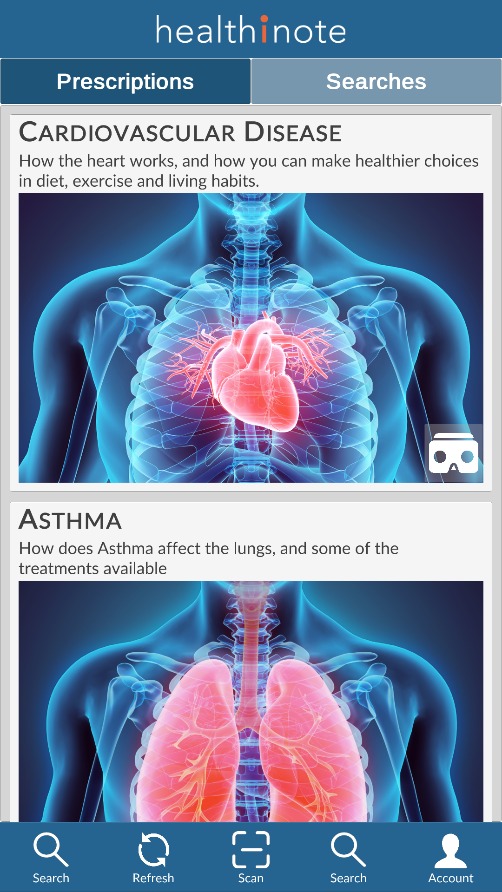 healthinote
Prescriptions
Searches
CARDIOVASCULAR DISEASE
How the heart works, and how you can make healthier choices
in diet, exercise and living habits.
ASTHMA
How does Asthma affect the lungs, and some of the
treatments available
Search
Refresh
Scan
Search
Account